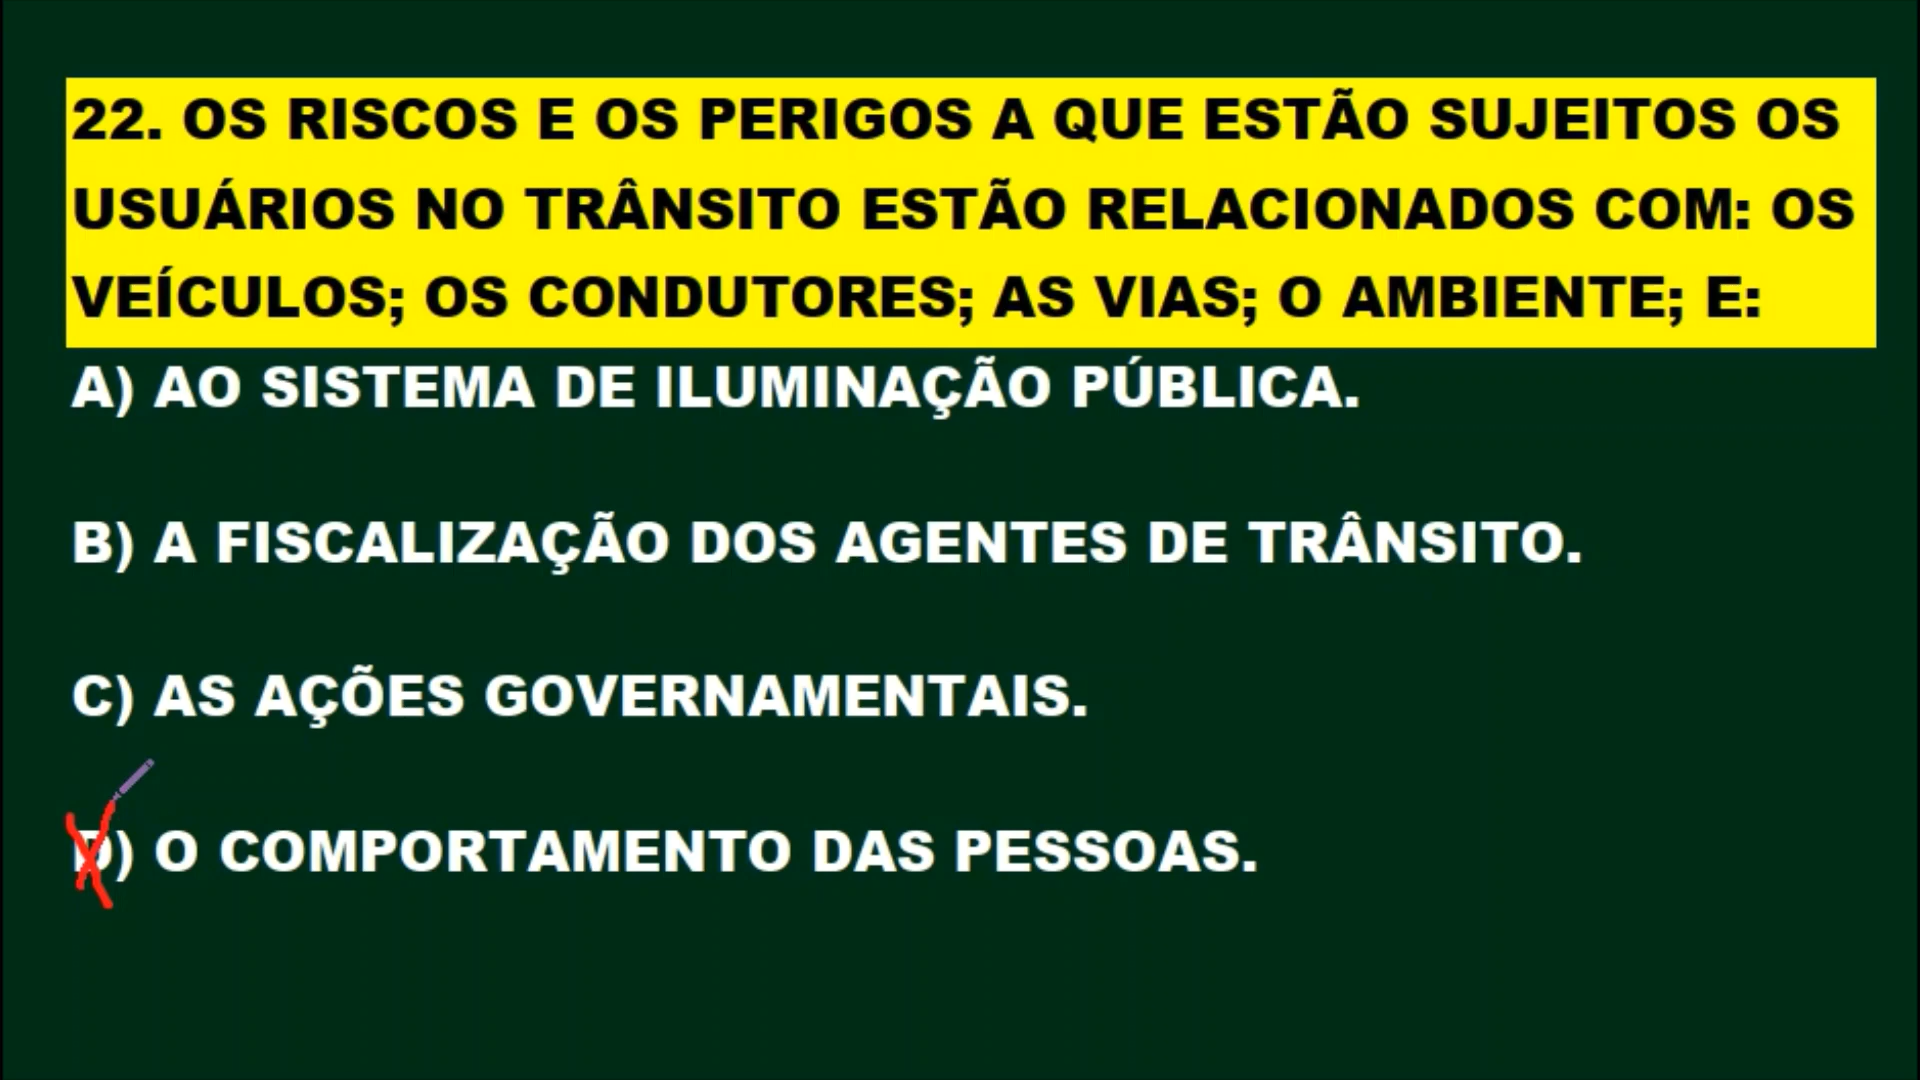 22. OS RISCOS E OS PERIGOS A QUE ESTÃO SUJEITOS OS
USUÁRIOS NO TRÂNSITO ESTÃO RELACIONADOS COM: OS
VEÍCULOS; OS CONDUTORES; AS VIAS; O AMBIENTE; E:
A) AO SISTEMA DE ILUMINAÇÃO PÚBLICA.
B) A FISCALIZAÇÃO DOS AGENTES DE TRÂNSITO.
C) AS AÇÕES GOVERNAMENTAIS.
D) O COMPORTAMENTO DAS PESSOAS.